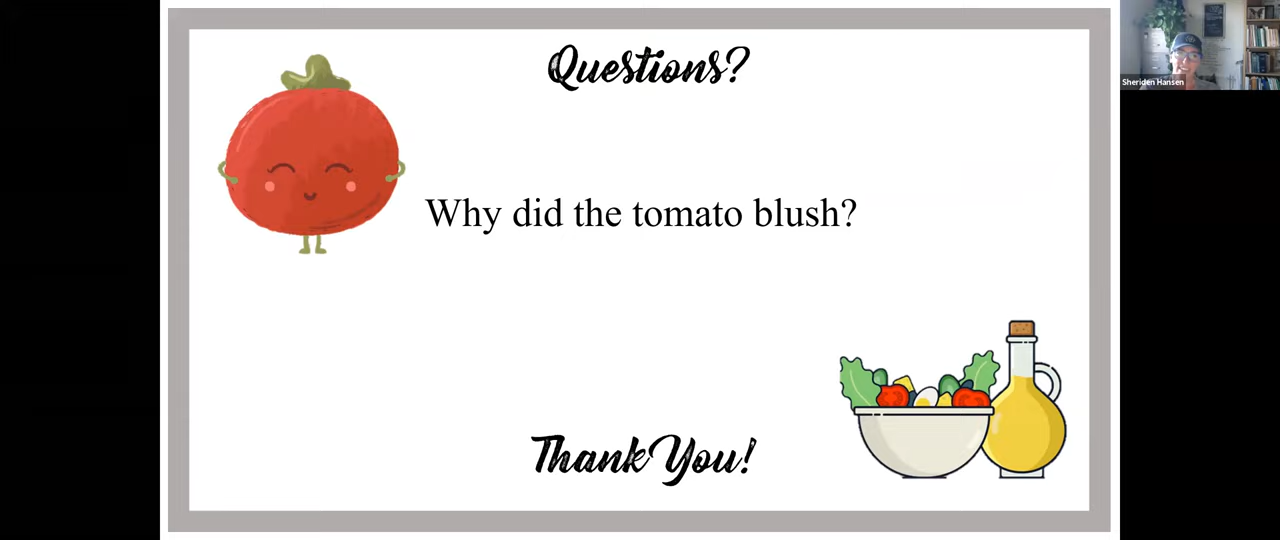 Questions?
Sheriden Hansen
Why did the tomato blush?
Thank You!